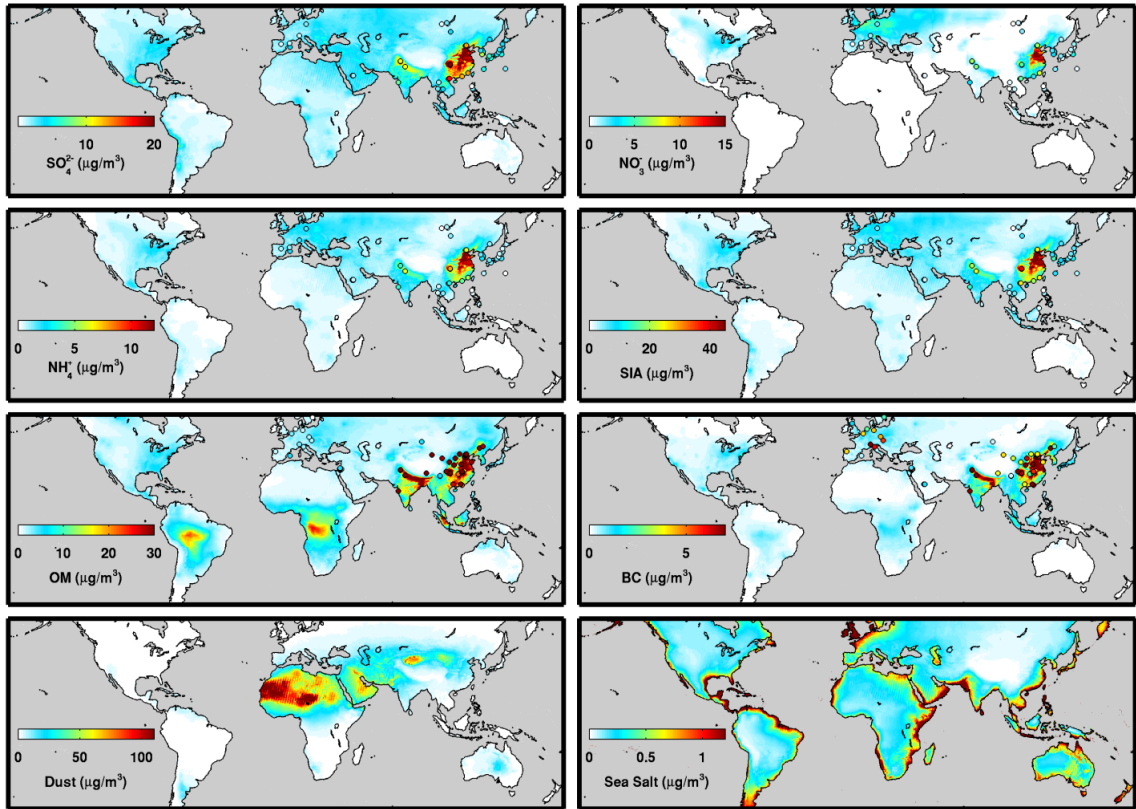 0 10 20
SO₄²⁻ (μg/m³)
0 5 10 15
NO₃⁻ (μg/m³)
0 5 10
NH₄⁺ (μg/m³)
0 20 40
SIA (μg/m³)
0 10 20 30
OM (μg/m³)
0 5
BC (μg/m³)
0 50 100
Dust (μg/m³)
0 0.5 1
Sea Salt (μg/m³)